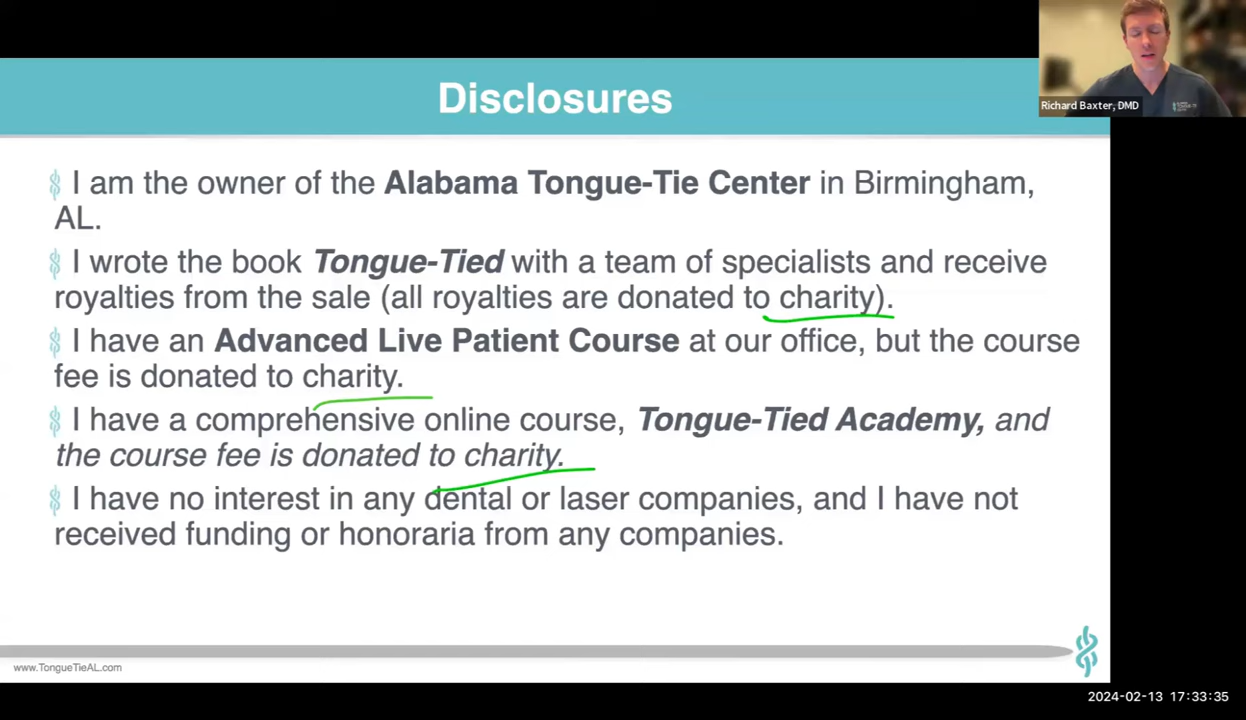 Disclosures
Richard Baxter, DMD
I am the owner of the Alabama Tongue-Tie Center in Birmingham,
AL.
I wrote the book Tongue-Tied with a team of specialists and receive
royalties from the sale (all royalties are donated to charity).
I have an Advanced Live Patient Course at our office, but the course
fee is donated to charity.
I have a comprehensive online course, Tongue-Tied Academy, and
the course fee is donated to charity.
I have no interest in any dental or laser companies, and I have not
received funding or honoraria from any companies.
www.TongueTieAL.com
2024-02-13 17:33:35